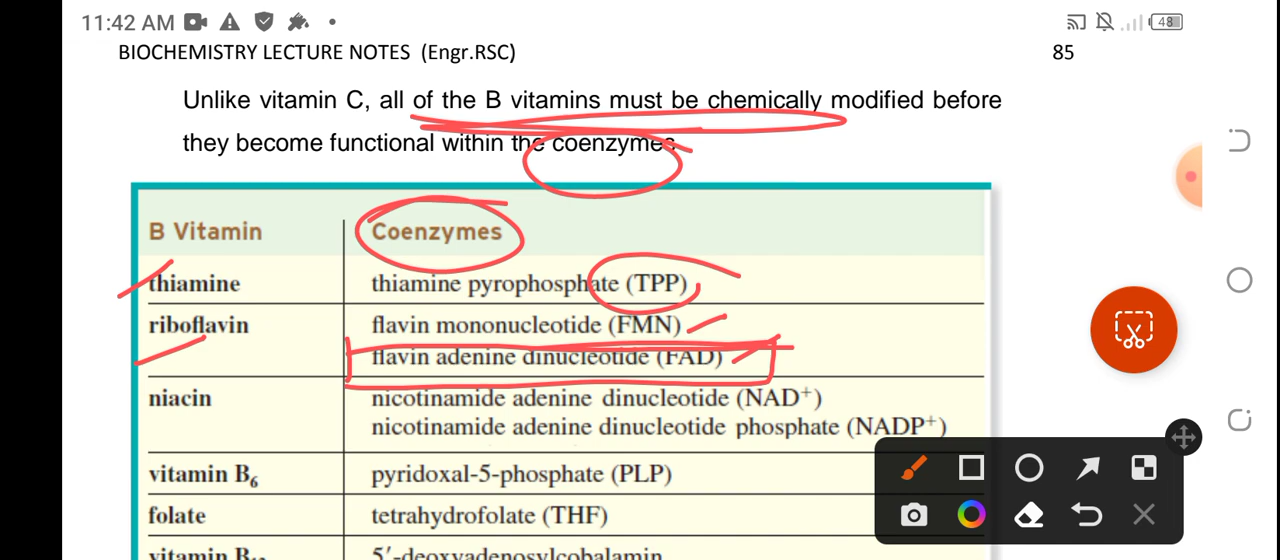 11:42 AM
48
BIOCHEMISTRY LECTURE NOTES (Engr.RSC) 85
Unlike vitamin C, all of the B vitamins must be chemically modified before
they become functional within the coenzymes.
B Vitamin Coenzymes
thiamine thiamine pyrophosphate (TPP)
riboflavin flavin mononucleotide (FMN)
flavin adenine dinucleotide (FAD)
niacin nicotinamide adenine dinucleotide (NAD⁺)
nicotinamide adenine dinucleotide phosphate (NADP⁺)
vitamin B₆ pyridoxal-5-phosphate (PLP)
folate tetrahydrofolate (THF)
vitamin 5′-deoxyadenosylcobalamin